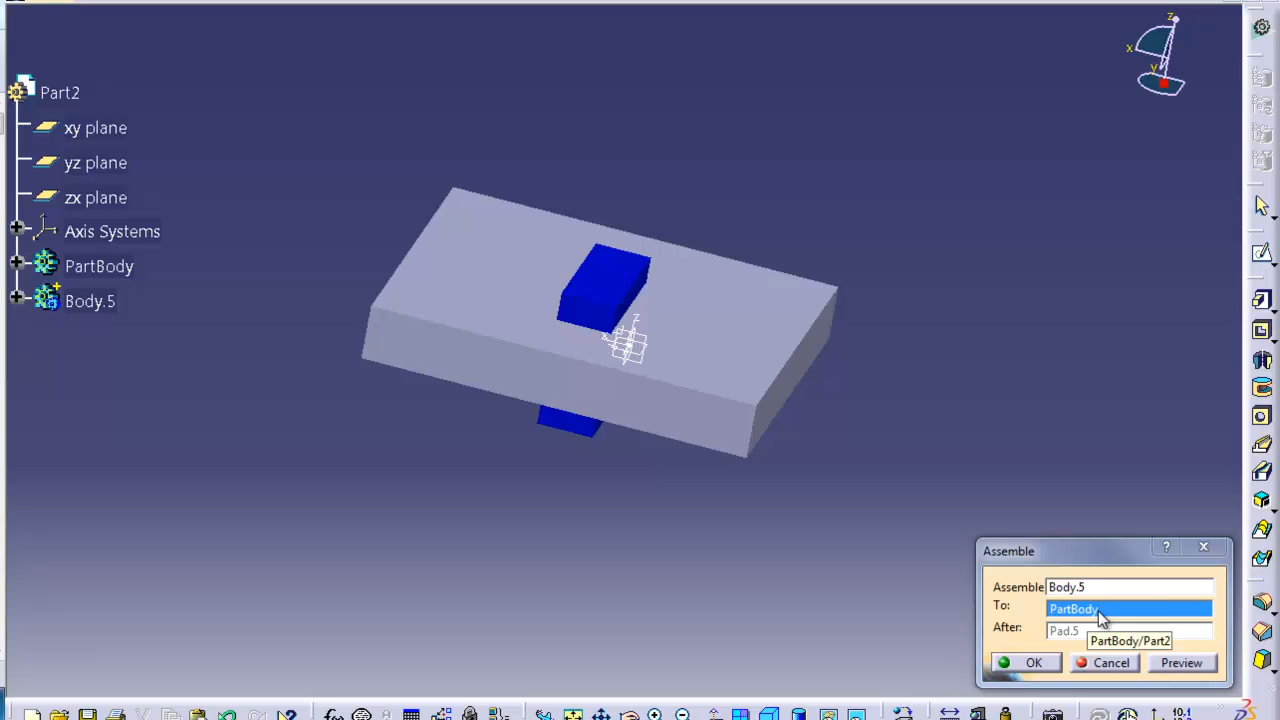 z
x
y
Part2
xy plane
yz plane
zx plane
Axis Systems
PartBody
Body.5
z
x
Assemble
?
Assemble Body.5
To: PartBody
After: Pad.5
PartBody/Part2
OK Cancel Preview